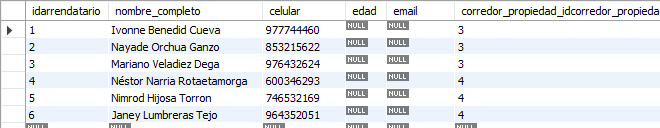 idarrendatario nombre_completo celular edad email corredor_propiedad_idcorredor_propieda
1 Ivonne Benedid Cueva 977744460 NULL NULL 3
2 Nayade Orchua Ganzo 853215622 NULL NULL 3
3 Mariano Veladiez Dega 976432624 NULL NULL 3
4 Néstor Narria Rotaetamorga 600346293 NULL NULL 4
5 Nimrod Hijosa Torron 746532169 NULL NULL 4
6 Janey Lumbreras Tejo 964352051 NULL NULL 4
NULL NULL NULL NULL NULL NULL